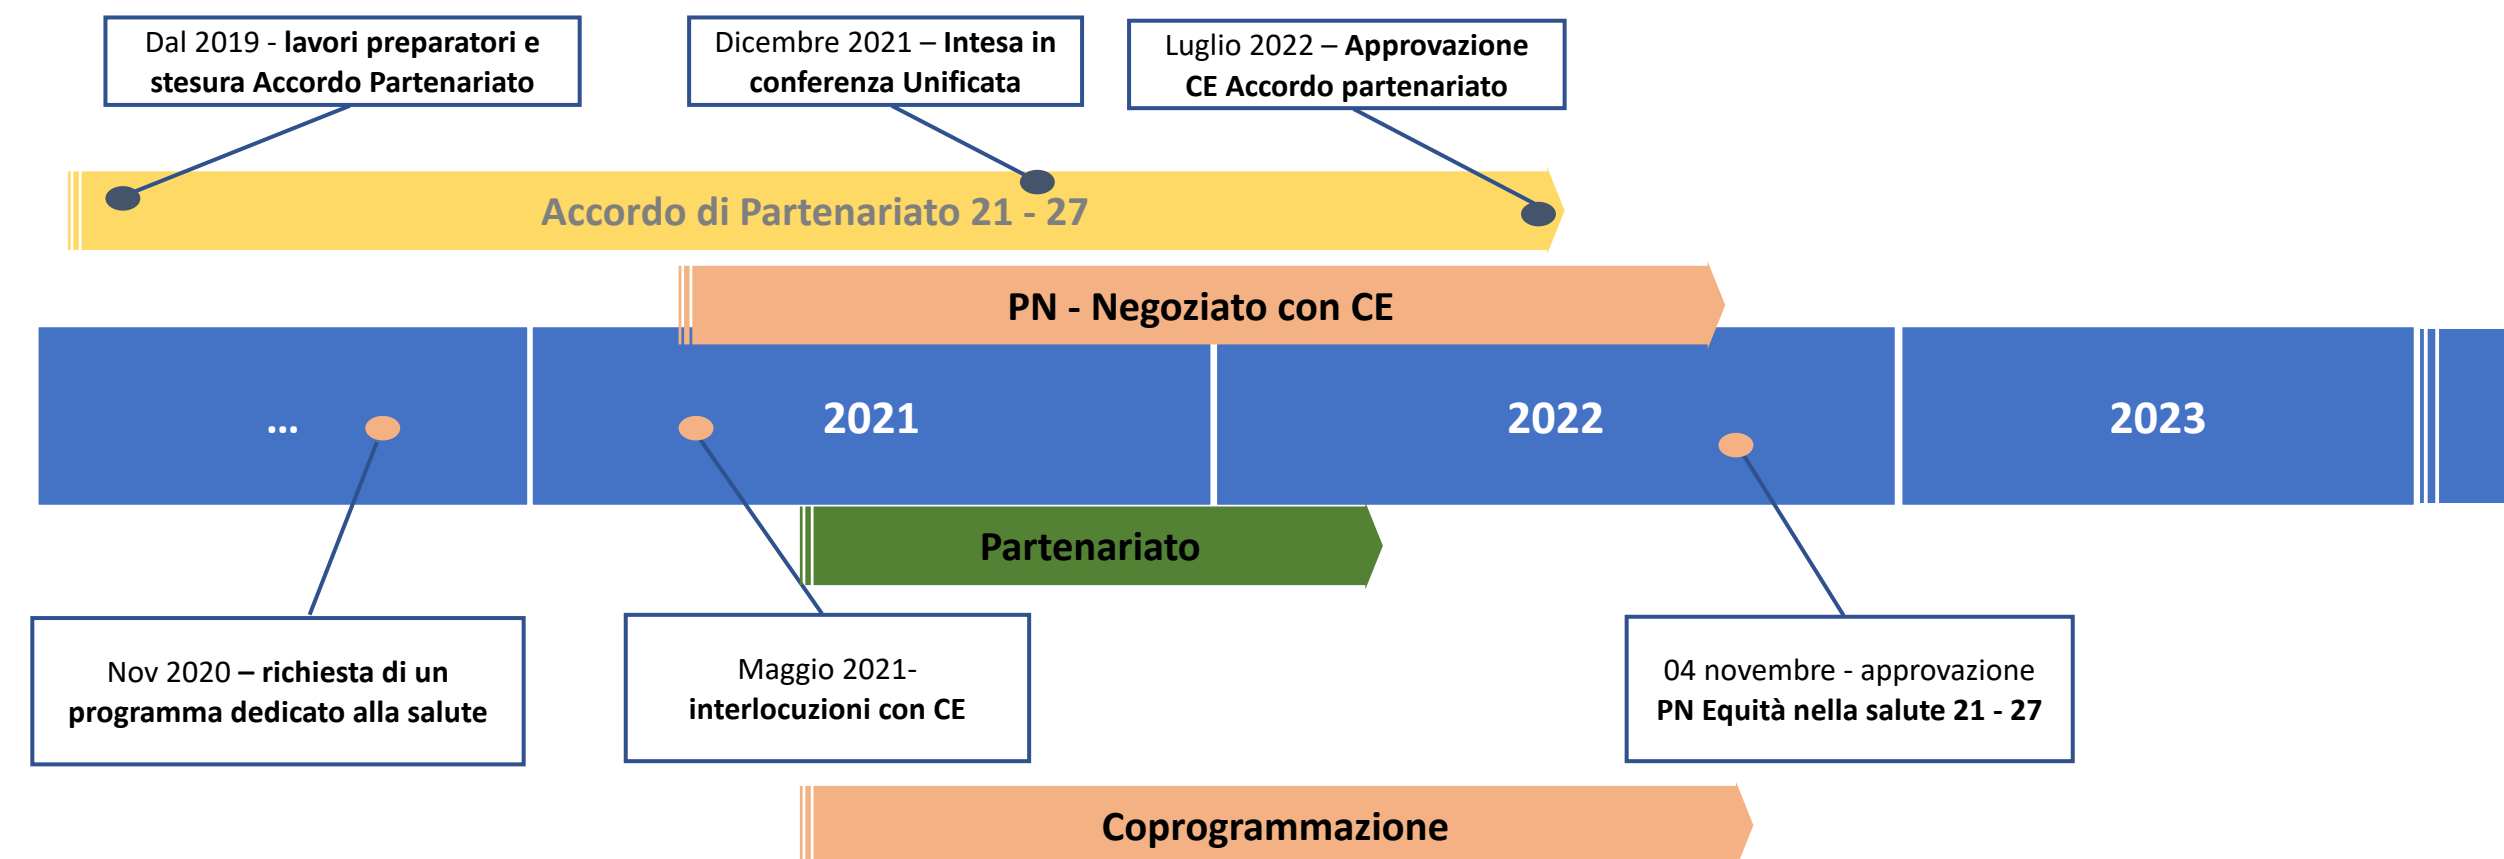 Dal 2019 - lavori preparatori e
stesura Accordo Partenariato
Dicembre 2021 – Intesa in
conferenza Unificata
Luglio 2022 – Approvazione
CE Accordo partenariato
Accordo di Partenariato 21 - 27
PN - Negoziato con CE
...
2021
2022
2023
Partenariato
Nov 2020 – richiesta di un
programma dedicato alla salute
Maggio 2021-
interlocuzioni con CE
04 novembre - approvazione
PN Equità nella salute 21 - 27
Coprogrammazione